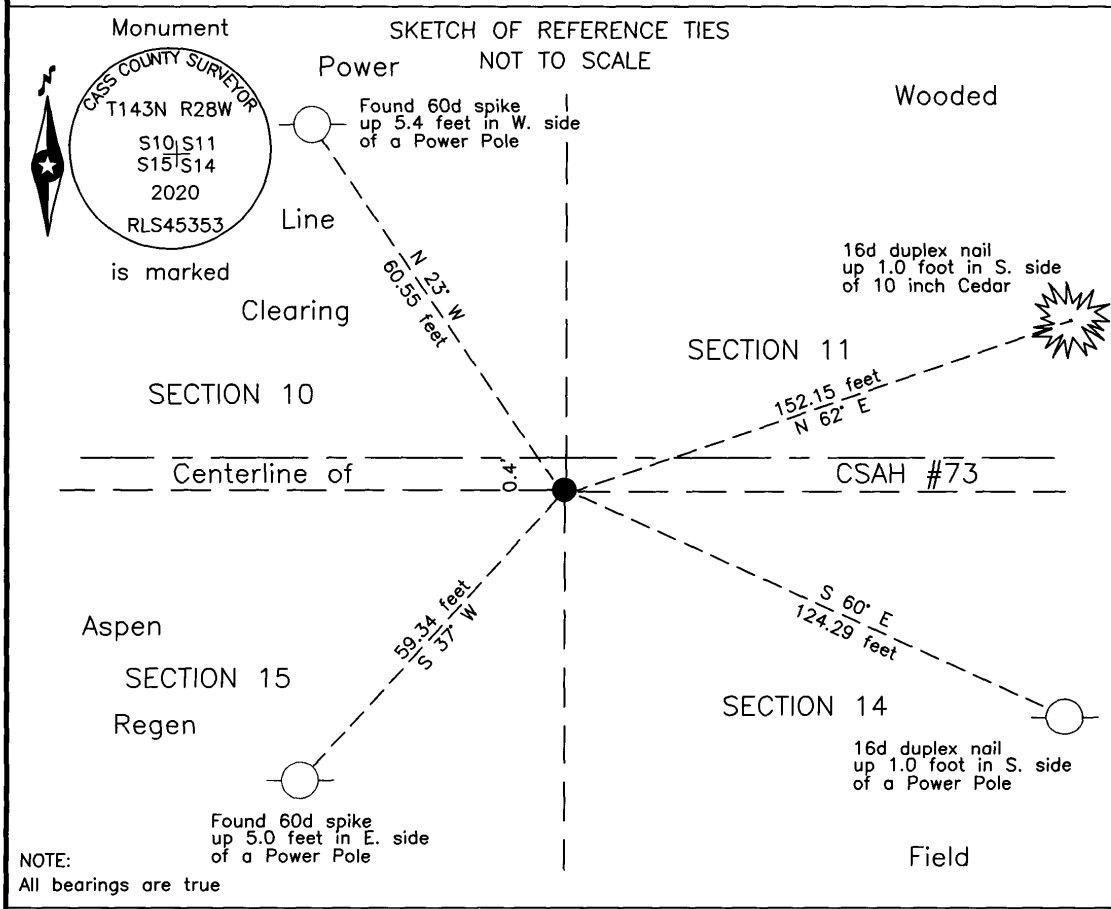 Monument
CASS COUNTY SURVEYOR
T143N R28W
S10 S11
S15 S14
2020
RLS45353
is marked
N
SKETCH OF REFERENCE TIES
NOT TO SCALE
Power
Found 60d spike
up 5.4 feet in W. side
of a Power Pole
Wooded
Line
Clearing
N 23° W
60.55 feet
16d duplex nail
up 1.0 foot in S. side
of 10 inch Cedar
SECTION 11
SECTION 10
152.15 feet
N 62° E
Centerline of
0.4'
CSAH #73
59.34 feet
S 37° W
S 60° E
124.29 feet
Aspen
SECTION 15
Regen
SECTION 14
16d duplex nail
up 1.0 foot in S. side
of a Power Pole
Found 60d spike
up 5.0 feet in E. side
of a Power Pole
Field
NOTE:
All bearings are true